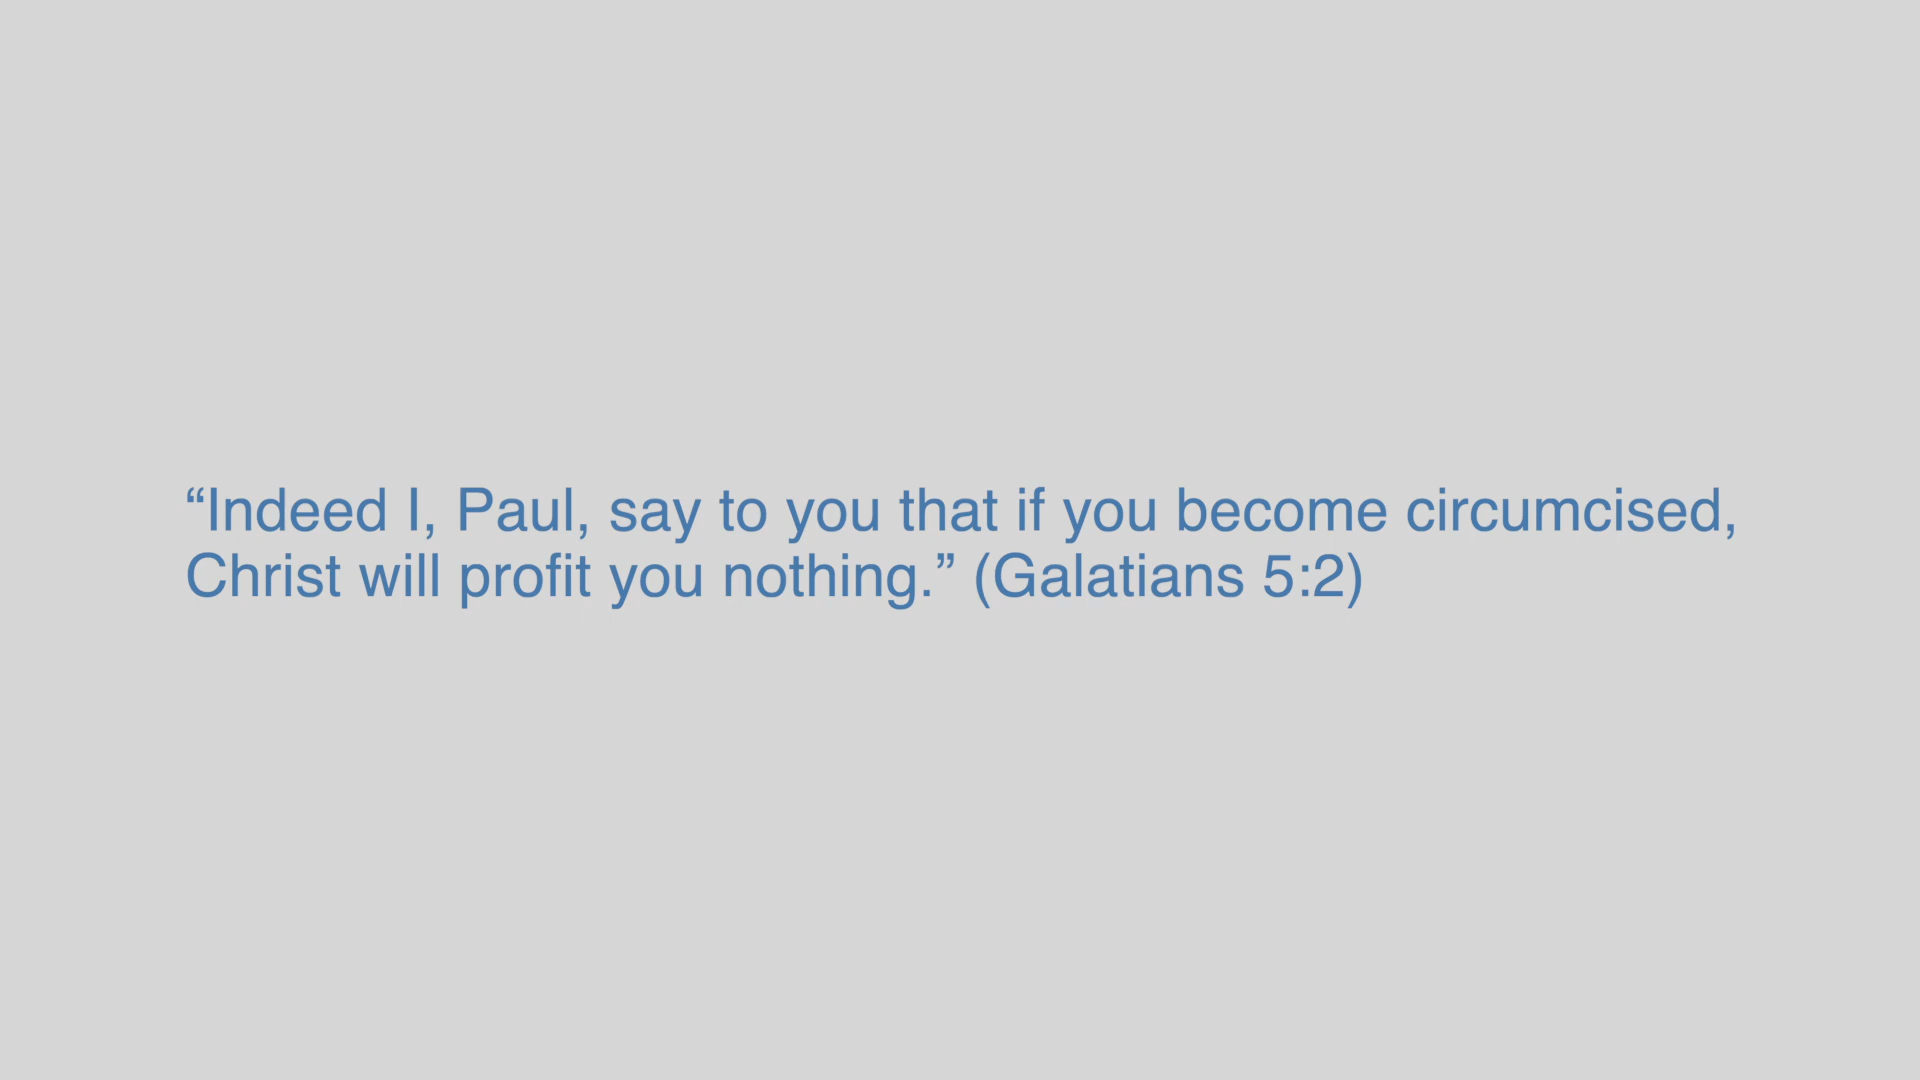 “Indeed I, Paul, say to you that if you become circumcised,
Christ will profit you nothing.” (Galatians 5:2)